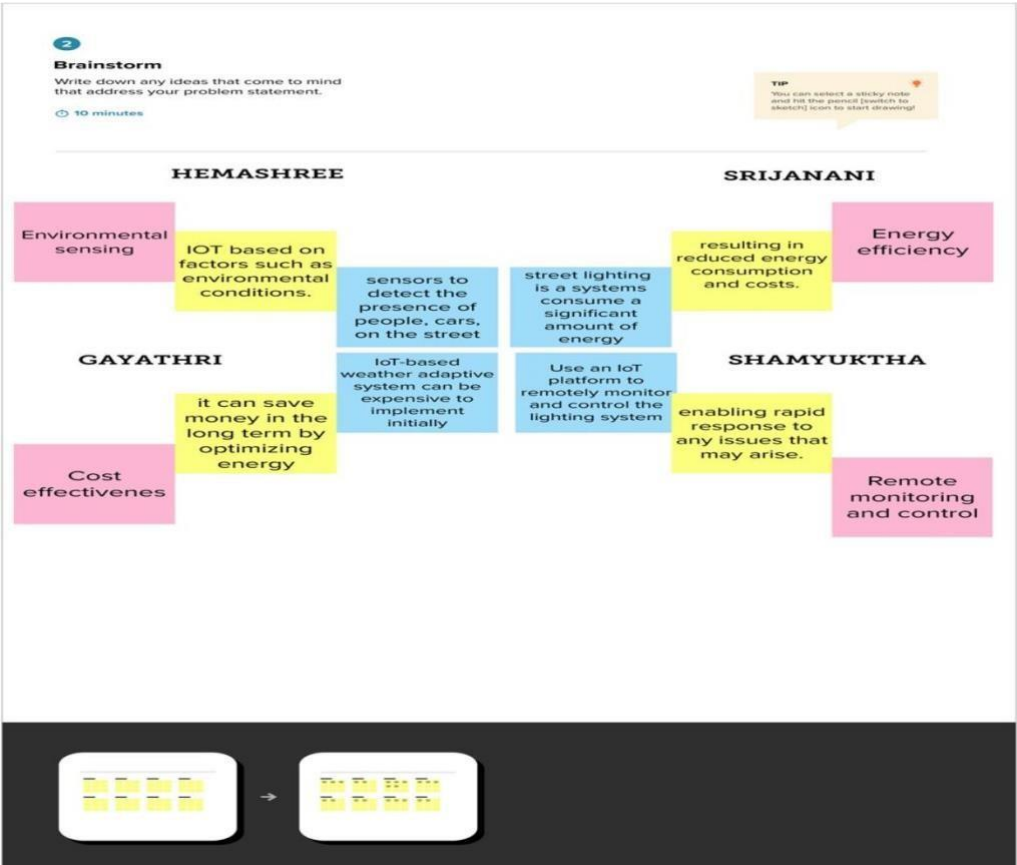 2
Brainstorm
Write down any ideas that come to mind
that address your problem statement.
10 minutes
TIP
You can select a sticky note
and hit the pencil [switch to
sketch] icon to start drawing!
HEMASHREE
Environmental
sensing
IOT based on
factors such as
environmental
conditions.
sensors to
detect the
presence of
people, cars,
on the street
SRIJANANI
street lighting
is a systems
consume a
significant
amount of
energy
resulting in
reduced energy
consumption
and costs.
Energy
efficiency
GAYATHRI
Cost
effectivenes
it can save
money in the
long term by
optimizing
energy
IoT-based
weather adaptive
system can be
expensive to
implement
initially
SHAMYUKTHA
Use an IoT
platform to
remotely monitor
and control the
lighting system
enabling rapid
response to
any issues that
may arise.
Remote
monitoring
and control